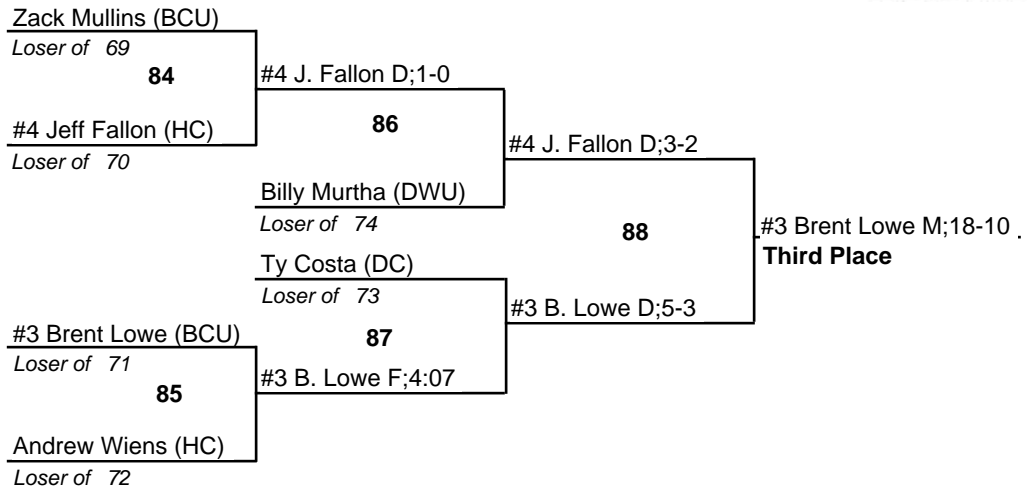 Zack Mullins (BCU)
Loser of 69
84
#4 J. Fallon D;1-0
#4 Jeff Fallon (HC)
Loser of 70
86
#4 J. Fallon D;3-2
Billy Murtha (DWU)
Loser of 74
88
#3 Brent Lowe M;18-10
Third Place
Ty Costa (DC)
Loser of 73
#3 B. Lowe D;5-3
#3 Brent Lowe (BCU)
Loser of 71
87
85
#3 B. Lowe F;4:07
Andrew Wiens (HC)
Loser of 72